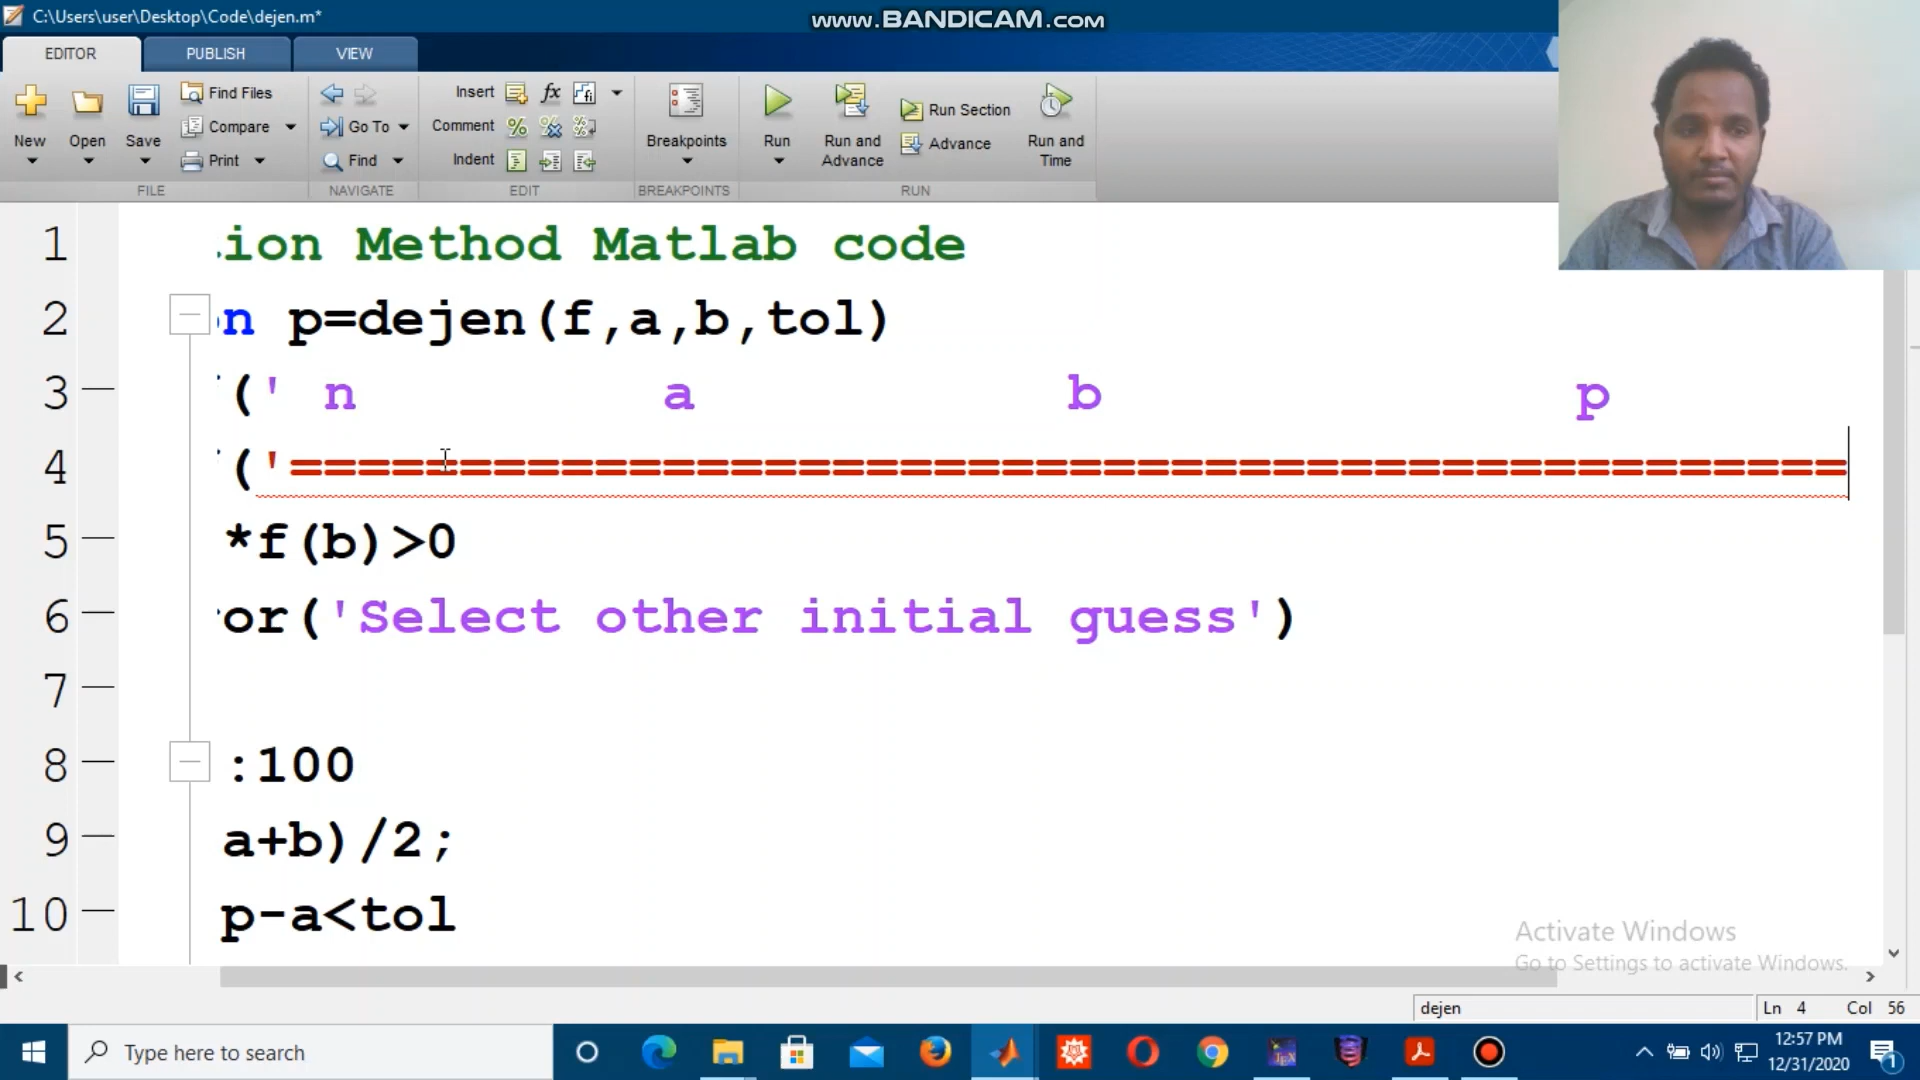 C:\Users\user\Desktop\Code\dejen.m*
www.BANDICAM.com
EDITOR PUBLISH VIEW
New Open Save Find Files Compare Print
Go To Find
Insert fx
Comment
Indent
Breakpoints
Run Run and Advance Run Section Advance Run and Time
FILE NAVIGATE EDIT BREAKPOINTS RUN
1 ion Method Matlab code
2 n p=dejen(f,a,b,tol)
3 (' n a b p
4 ('==============================================
5 *f(b)>0
6 or('Select other initial guess')
7
8 :100
9 a+b)/2;
10 p-a<tol
Activate Windows
Go to Settings to activate Windows.
dejen Ln 4 Col 56
Type here to search
12:57 PM
12/31/2020
1